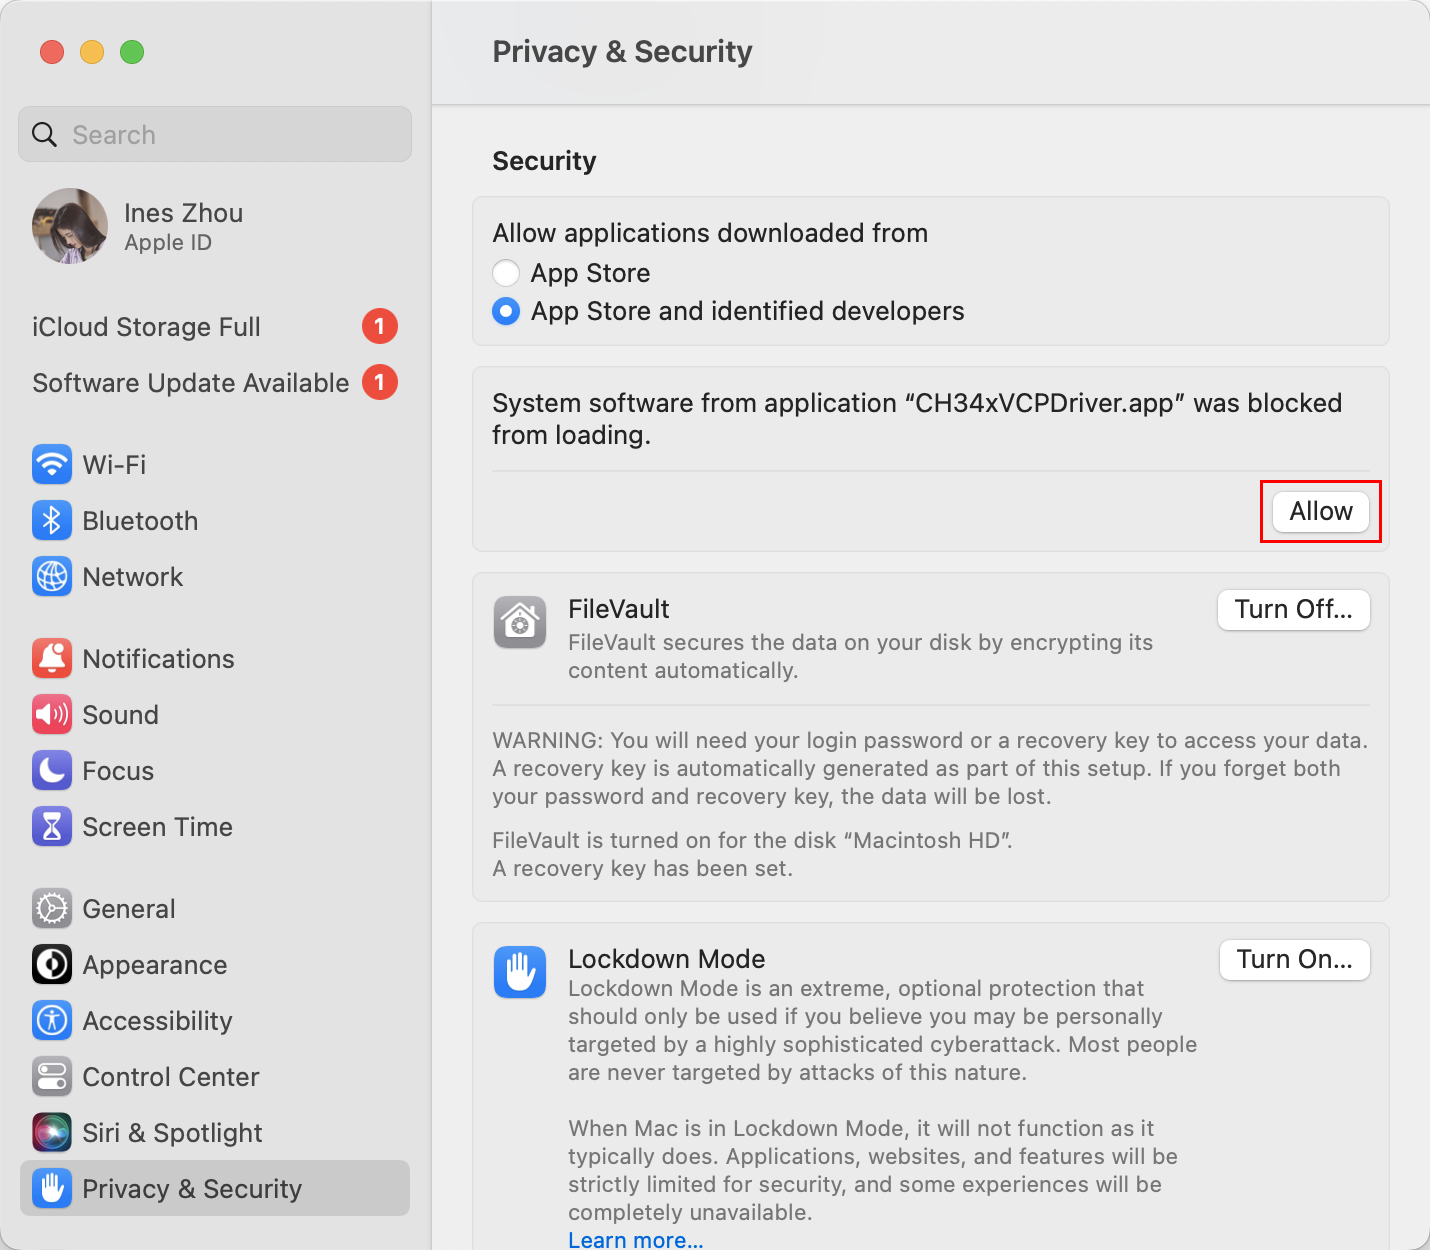 Privacy & Security
Search
Ines Zhou
Apple ID
iCloud Storage Full 1
Software Update Available 1
Wi-Fi
Bluetooth
Network
Notifications
Sound
Focus
Screen Time
General
Appearance
Accessibility
Control Center
Siri & Spotlight
Privacy & Security
Security
Allow applications downloaded from
App Store
App Store and identified developers
System software from application “CH34xVCPDriver.app” was blocked
from loading.
Allow
FileVault
Turn Off...
FileVault secures the data on your disk by encrypting its
content automatically.
WARNING: You will need your login password or a recovery key to access your data.
A recovery key is automatically generated as part of this setup. If you forget both
your password and recovery key, the data will be lost.
FileVault is turned on for the disk “Macintosh HD”.
A recovery key has been set.
Lockdown Mode
Turn On...
Lockdown Mode is an extreme, optional protection that
should only be used if you believe you may be personally
targeted by a highly sophisticated cyberattack. Most people
are never targeted by attacks of this nature.
When Mac is in Lockdown Mode, it will not function as it
typically does. Applications, websites, and features will be
strictly limited for security, and some experiences will be
completely unavailable.
Learn more...